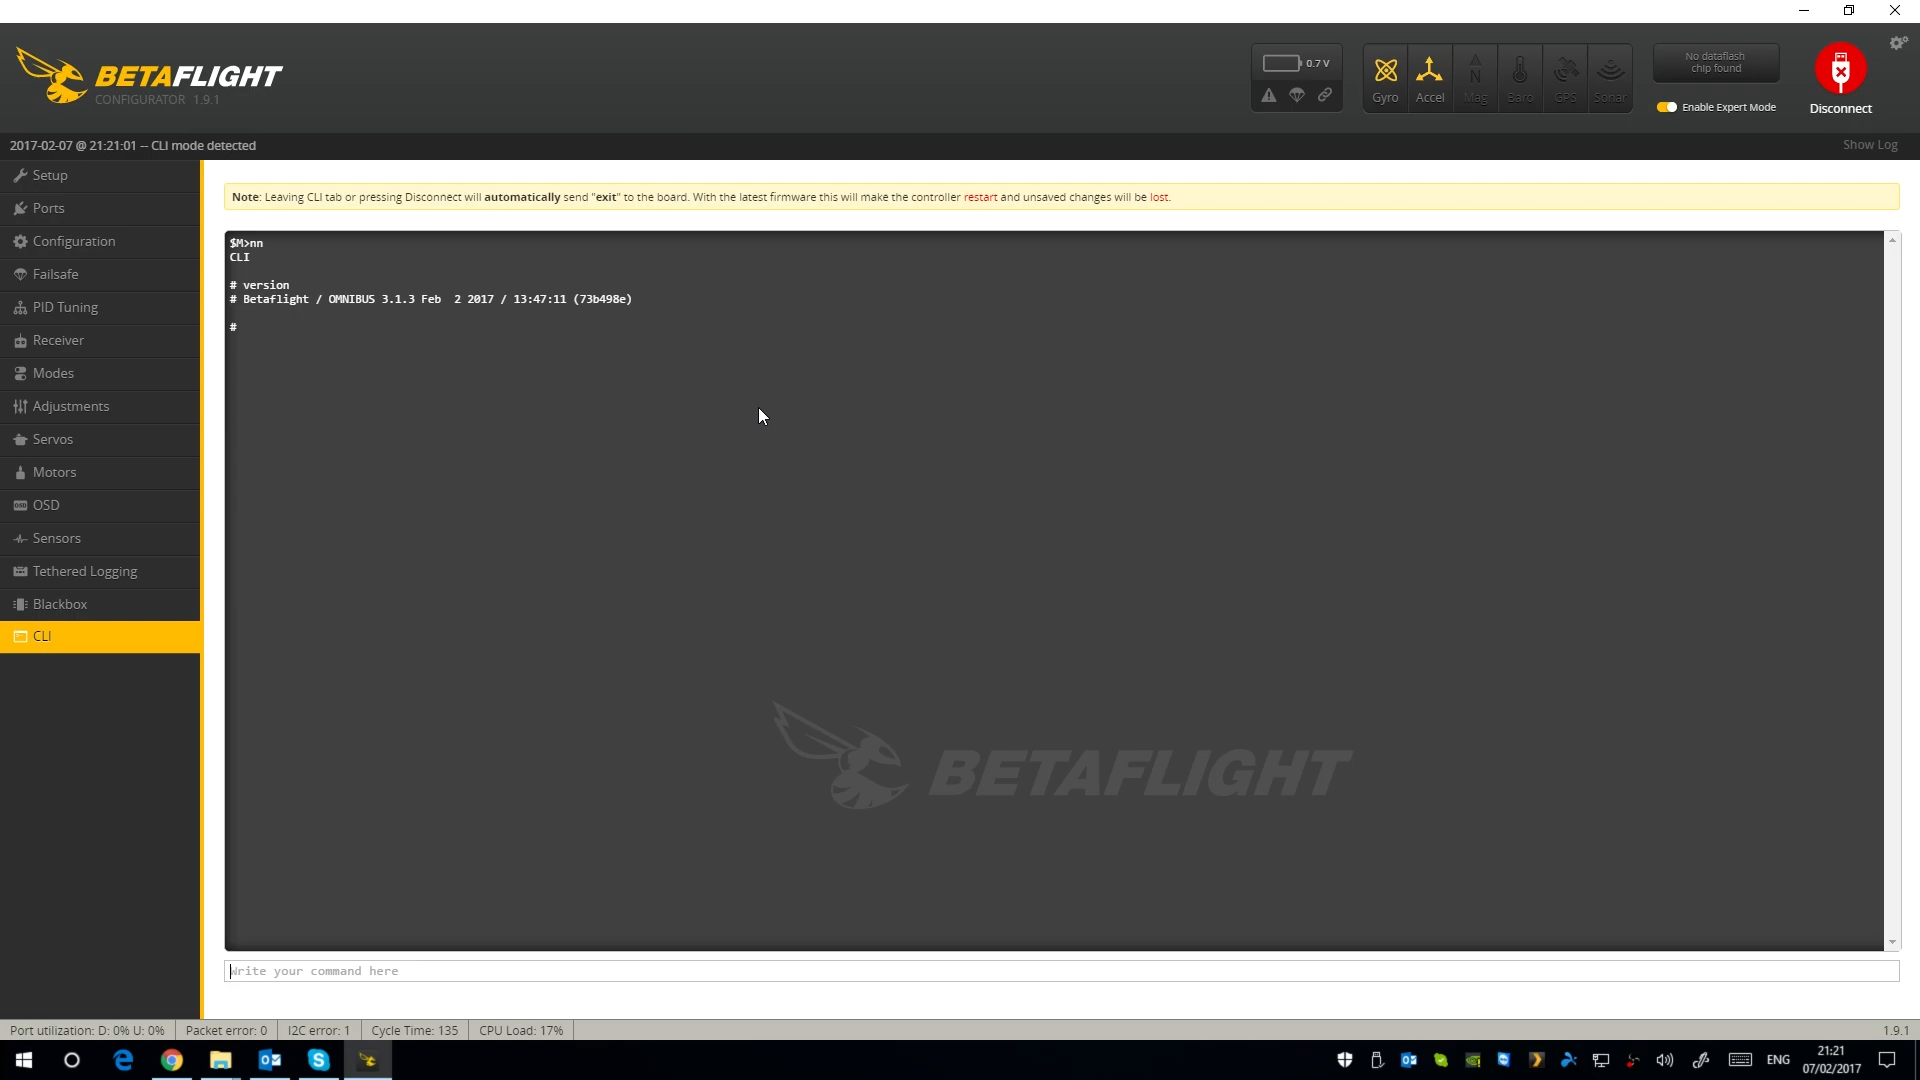 BETAFLIGHT
CONFIGURATOR 1.9.1
0.7 V
Gyro
Accel
Mag
Baro
GPS
Sonar
No dataflash
chip found
Enable Expert Mode
Disconnect
2017-02-07 @ 21:21:01 -- CLI mode detected
Show Log
Setup
Ports
Configuration
Failsafe
PID Tuning
Receiver
Modes
Adjustments
Servos
Motors
OSD
Sensors
Tethered Logging
Blackbox
CLI
Note: Leaving CLI tab or pressing Disconnect will automatically send "exit" to the board. With the latest firmware this will make the controller restart and unsaved changes will be lost.
$M>nn
CLI
# version
# Betaflight / OMNIBUS 3.1.3 Feb  2 2017 / 13:47:11 (73b498e)
#
BETAFLIGHT
Write your command here
Port utilization: D: 0% U: 0%
Packet error: 0
I2C error: 1
Cycle Time: 135
CPU Load: 17%
1.9.1
ENG
21:21
07/02/2017